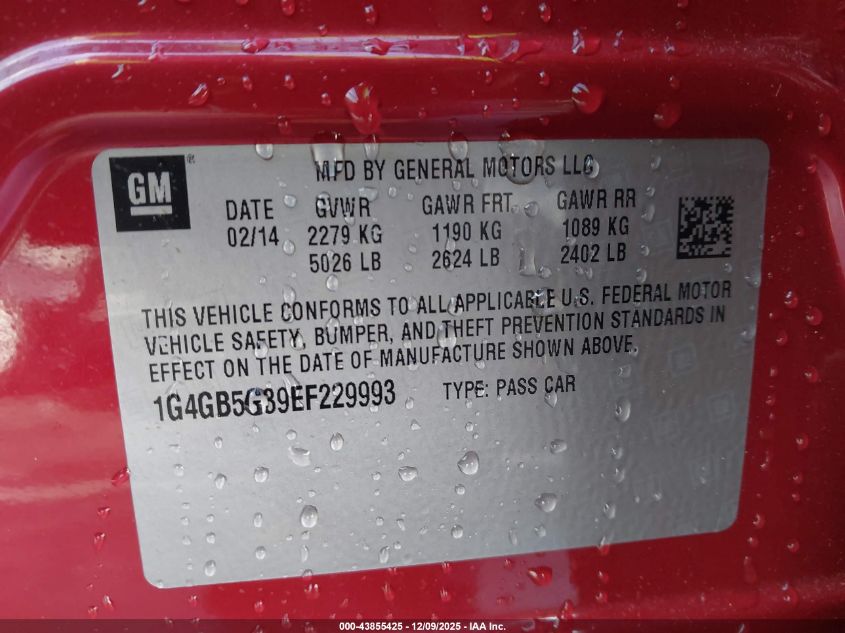 GM ®
MFD BY GENERAL MOTORS LLC
DATE GVWR GAWR FRT. GAWR RR
02/14 2279 KG 1190 KG 1089 KG
5026 LB 2624 LB 2402 LB
THIS VEHICLE CONFORMS TO ALL APPLICABLE U.S. FEDERAL MOTOR
VEHICLE SAFETY, BUMPER, AND THEFT PREVENTION STANDARDS IN
EFFECT ON THE DATE OF MANUFACTURE SHOWN ABOVE.
1G4GB5G39EF229993 TYPE: PASS CAR
000-43855425 - 12/09/2025 - IAA Inc.